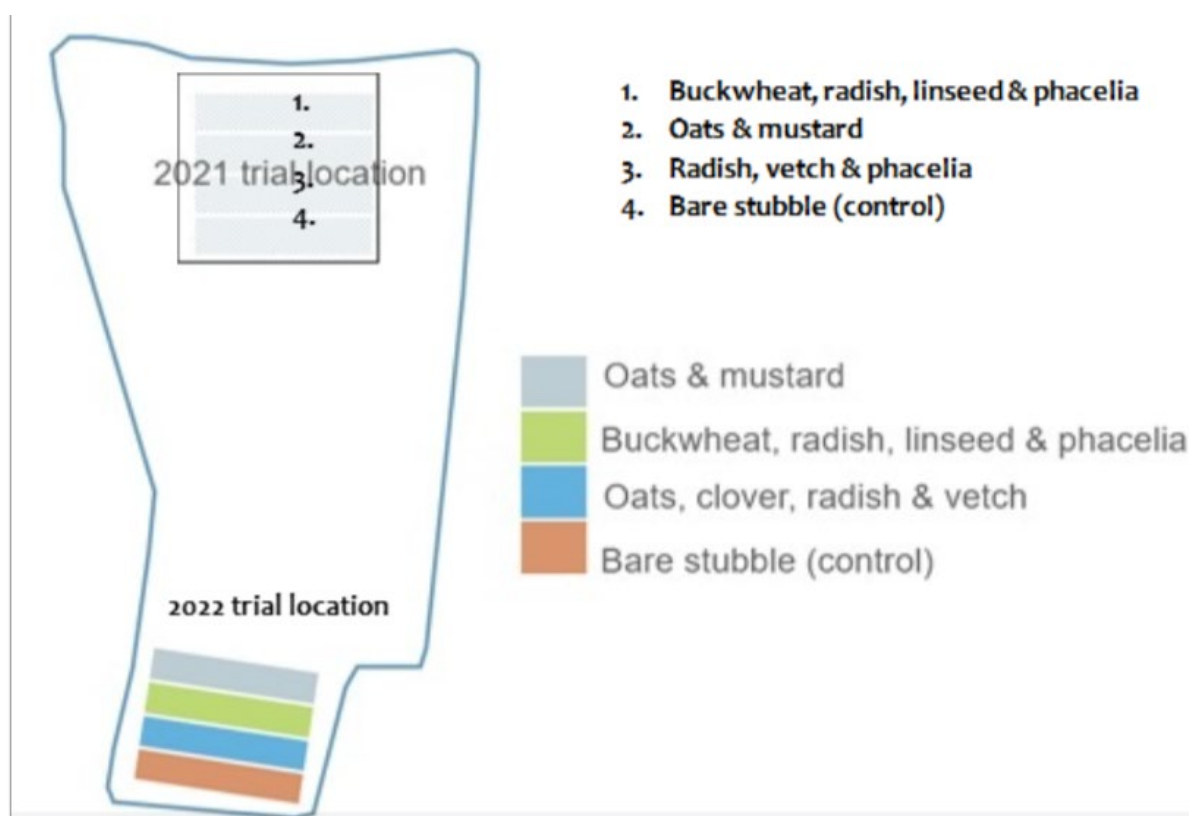 1.
2.
2021 trial location
3.
4.
1. Buckwheat, radish, linseed & phacelia
2. Oats & mustard
3. Radish, vetch & phacelia
4. Bare stubble (control)
Oats & mustard
Buckwheat, radish, linseed & phacelia
Oats, clover, radish & vetch
Bare stubble (control)
2022 trial location